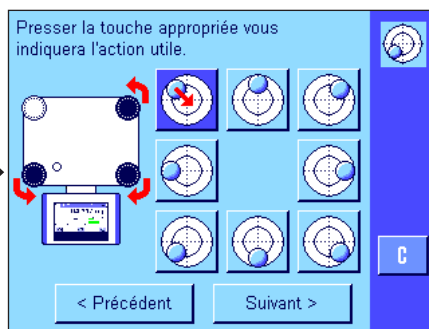 Presser la touche appropriée vous
indiquera l'action utile.
C
< Précédent
Suivant >